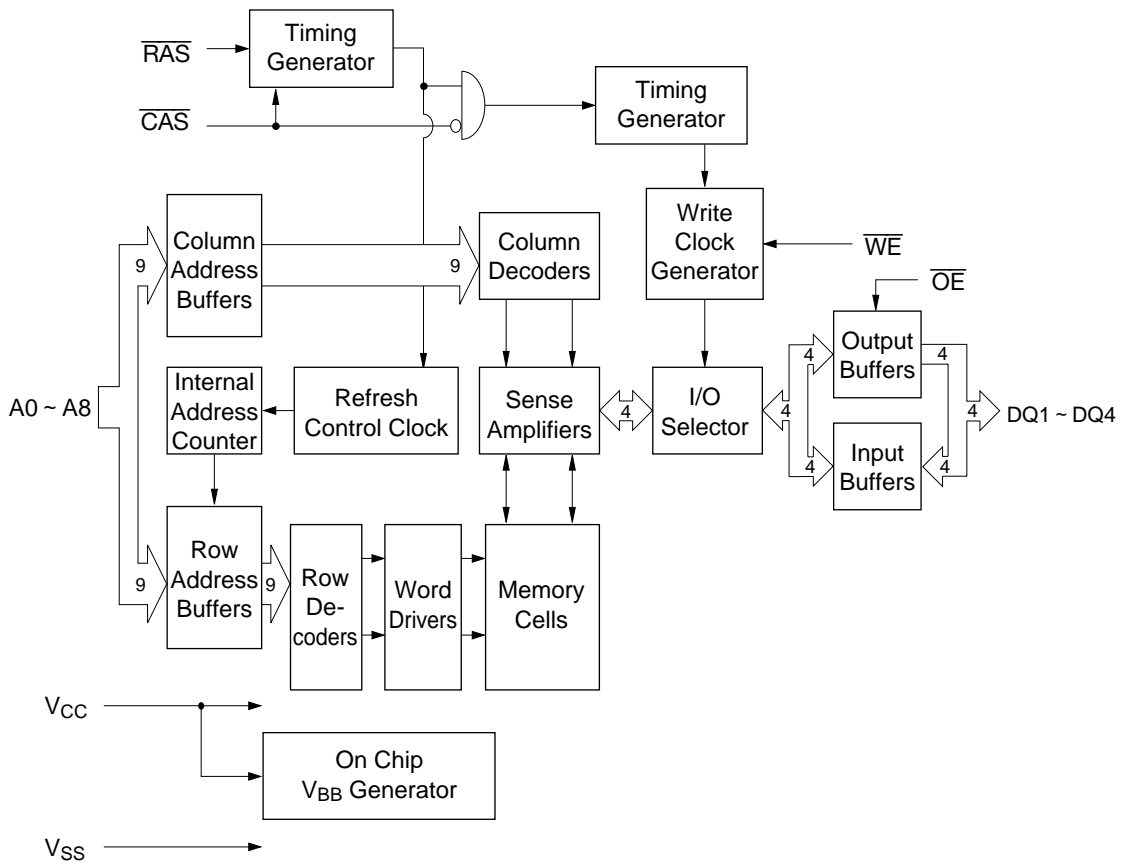 Timing
Generator
RAS
CAS
Timing
Generator
Column
Address
Buffers
9
9
Column
Decoders
Write
Clock
Generator
WE
OE
Output
Buffers
4
4
A0 ~ A8
Internal
Address
Counter
Refresh
Control Clock
Sense
Amplifiers
4
I/O
Selector
4
4
DQ1 ~ DQ4
Input
Buffers
4
4
9
Row
Address
Buffers
9
Row
De-
coders
Word
Drivers
Memory
Cells
VCC
On Chip
VBB Generator
VSS